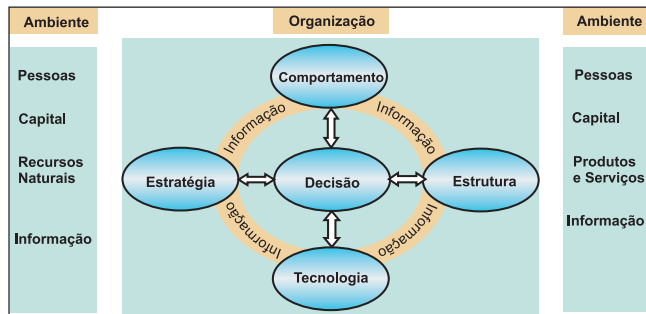 Ambiente
Organização
Ambiente
Pessoas
Capital
Recursos
Naturais
Informação
Comportamento
Informação
Informação
Estratégia
Decisão
Estrutura
Informação
Informação
Tecnologia
Pessoas
Capital
Produtos
e Serviços
Informação